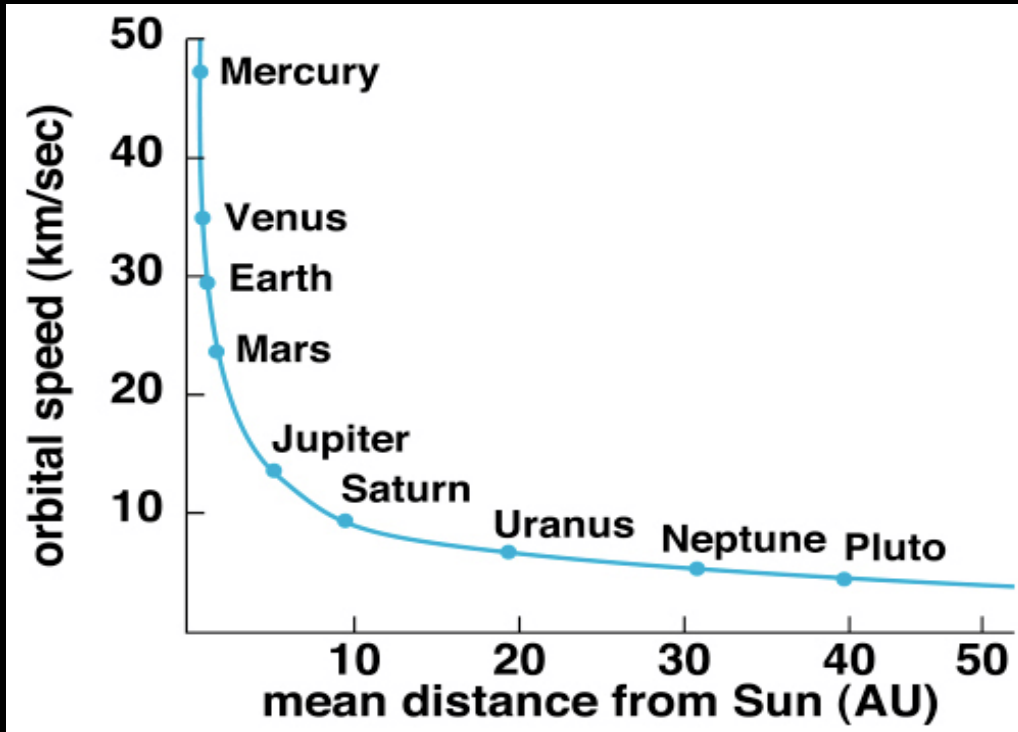 50
Mercury
40
Venus
30
Earth
Mars
20
Jupiter
Saturn
10
Uranus
Neptune
Pluto
orbital speed (km/sec)
10 20 30 40 50
mean distance from Sun (AU)